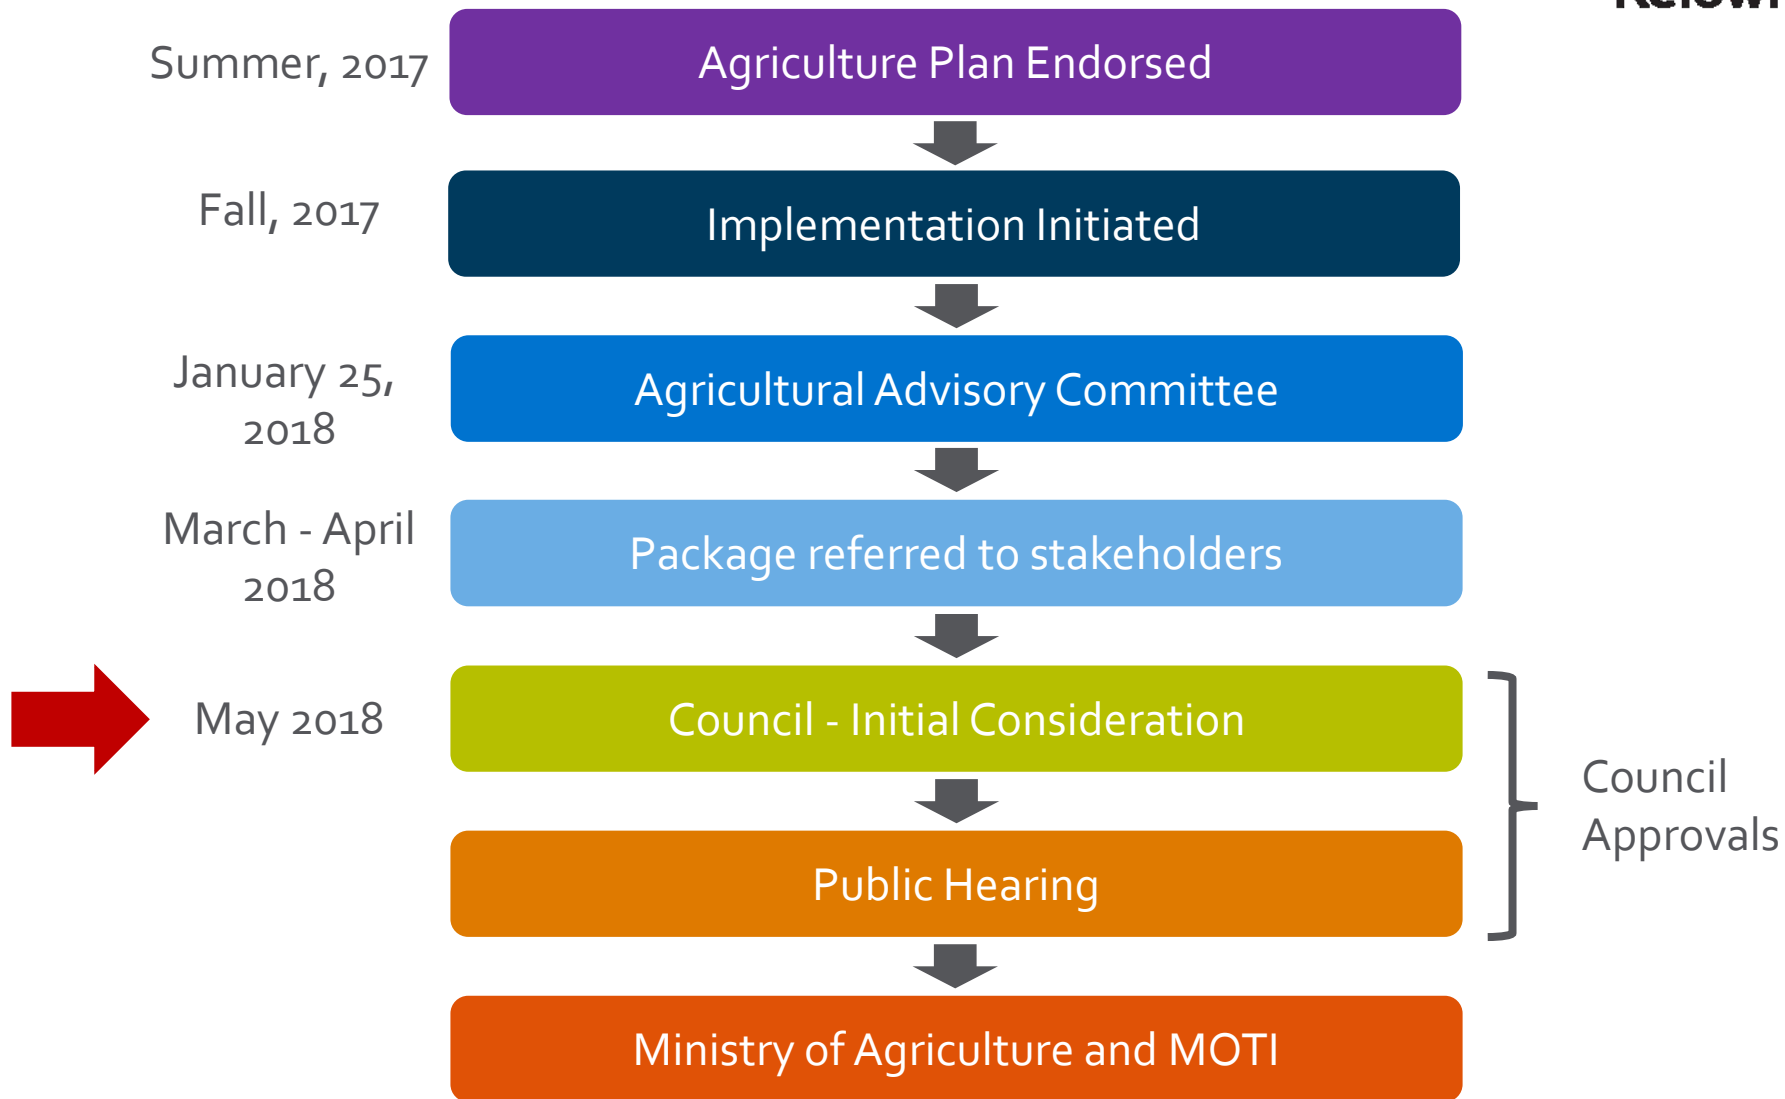 Summer, 2017
Agriculture Plan Endorsed
Fall, 2017
Implementation Initiated
January 25,
2018
Agricultural Advisory Committee
March - April
2018
Package referred to stakeholders
May 2018
Council - Initial Consideration
Public Hearing
Council
Approvals
Ministry of Agriculture and MOTI